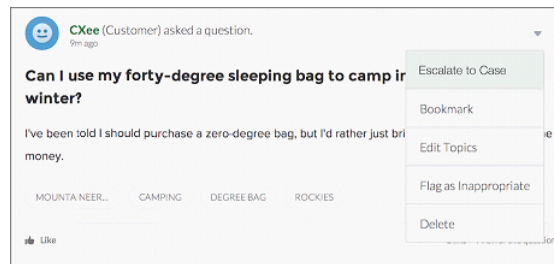 CXee (Customer) asked a question.
9m ago
Can I use my forty-degree sleeping bag to camp in
winter?
I've been told I should purchase a zero-degree bag, but I'd rather just bri
money.
MOUNTA NEER...
CAMPING
DEGREE BAG
ROCKIES
Like
Escalate to Case
Bookmark
Edit Topics
Flag as Inappropriate
Delete